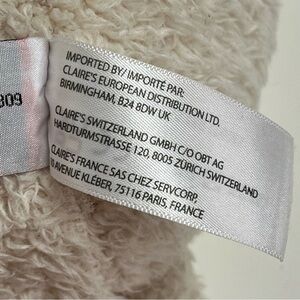 809
IMPORTED BY/ IMPORTÉ PAR:
CLAIRE'S EUROPEAN DISTRIBUTION LTD.
BIRMINGHAM, B24 8DW UK
CLAIRE'S SWITZERLAND GMBH C/O OBT AG
HARDTURMSTRASSE 120, 8005 ZÜRICH SWITZERLAND
CLAIRE'S FRANCE SAS CHEZ SERVCORP,
AVENUE KLÉBER, 75116 PARIS, FRANCE